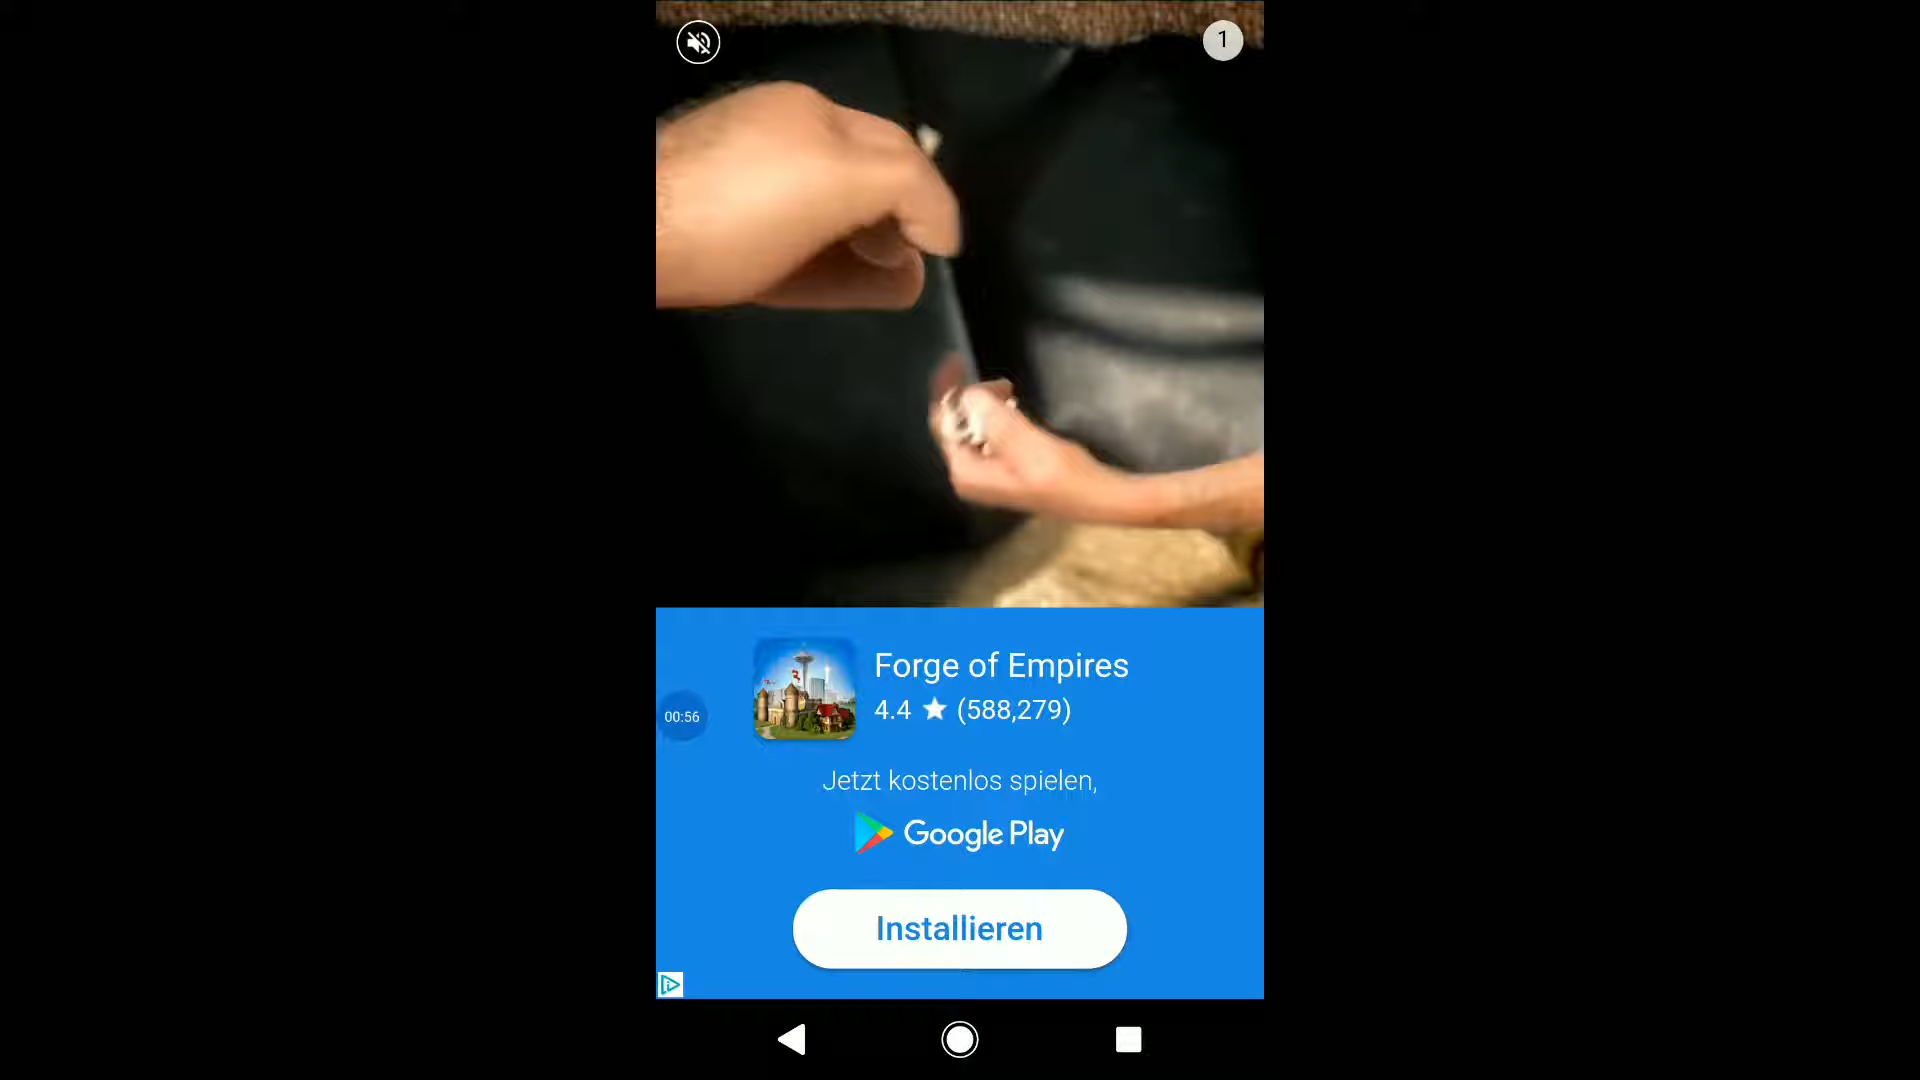 1
Forge of Empires
4.4 ★ (588,279)
00:56
Jetzt kostenlos spielen,
Google Play
Installieren